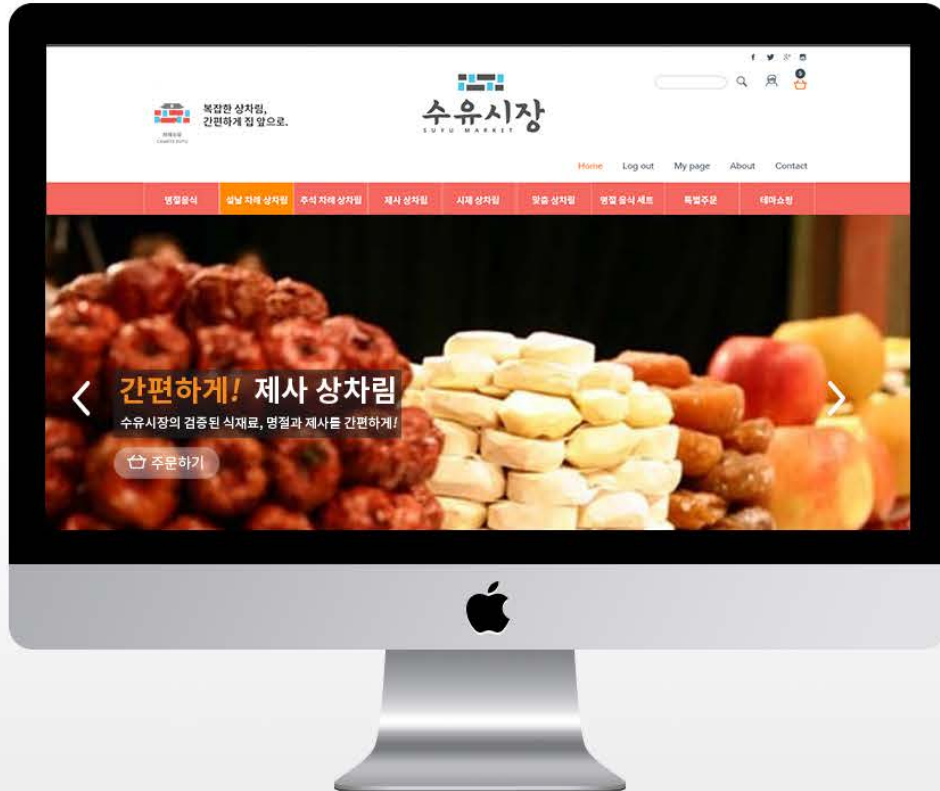 복잡한 상차림,
간편하게 집 앞으로.
수유시장
SUYU MARKET
Home Log out My page About Contact
명절음식 설날 차례 상차림 추석 차례 상차림 제사 상차림 시제 상차림 맞춤 상차림 명절 음식 세트 특별주문 테마쇼핑
간편하게! 제사 상차림
수유시장의 검증된 식재료, 명절과 제사를 간편하게!
주문하기